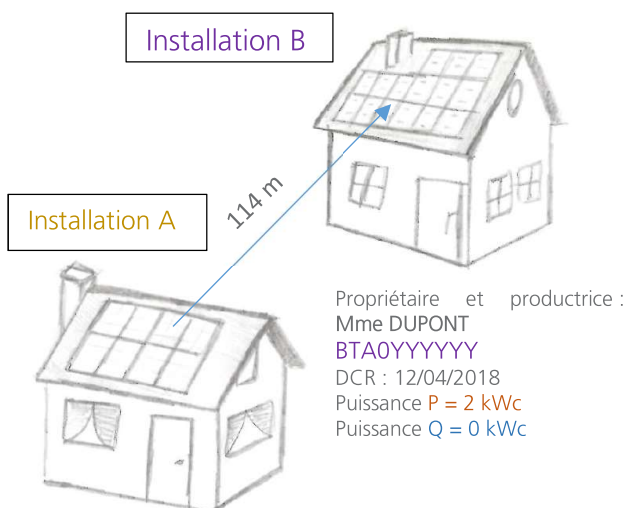 Installation B
114 m
Installation A
Propriétaire et productrice :
Mme DUPONT
BTA0YYYYYY
DCR : 12/04/2018
Puissance P = 2 kWc
Puissance Q = 0 kWc